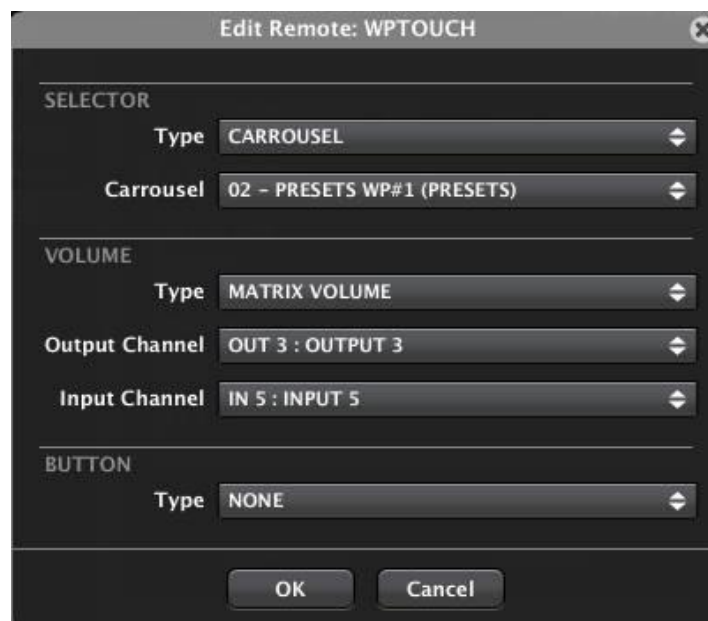 Edit Remote: WPTOUCH
SELECTOR
Type CARROUSEL
Carrousel 02 – PRESETS WP#1 (PRESETS)
VOLUME
Type MATRIX VOLUME
Output Channel OUT 3 : OUTPUT 3
Input Channel IN 5 : INPUT 5
BUTTON
Type NONE
OK Cancel